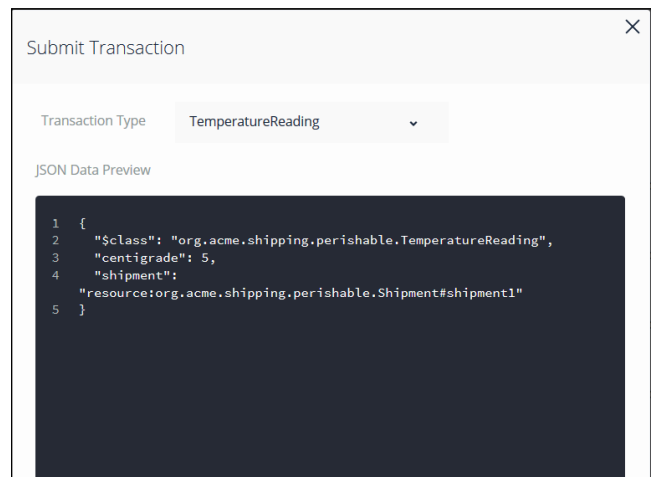 Submit Transaction
Transaction Type TemperatureReading
JSON Data Preview
1 {
2 "$class": "org.acme.shipping.perishable.TemperatureReading",
3 "centigrade": 5,
4 "shipment":
"resource:org.acme.shipping.perishable.Shipment#shipment1"
5 }